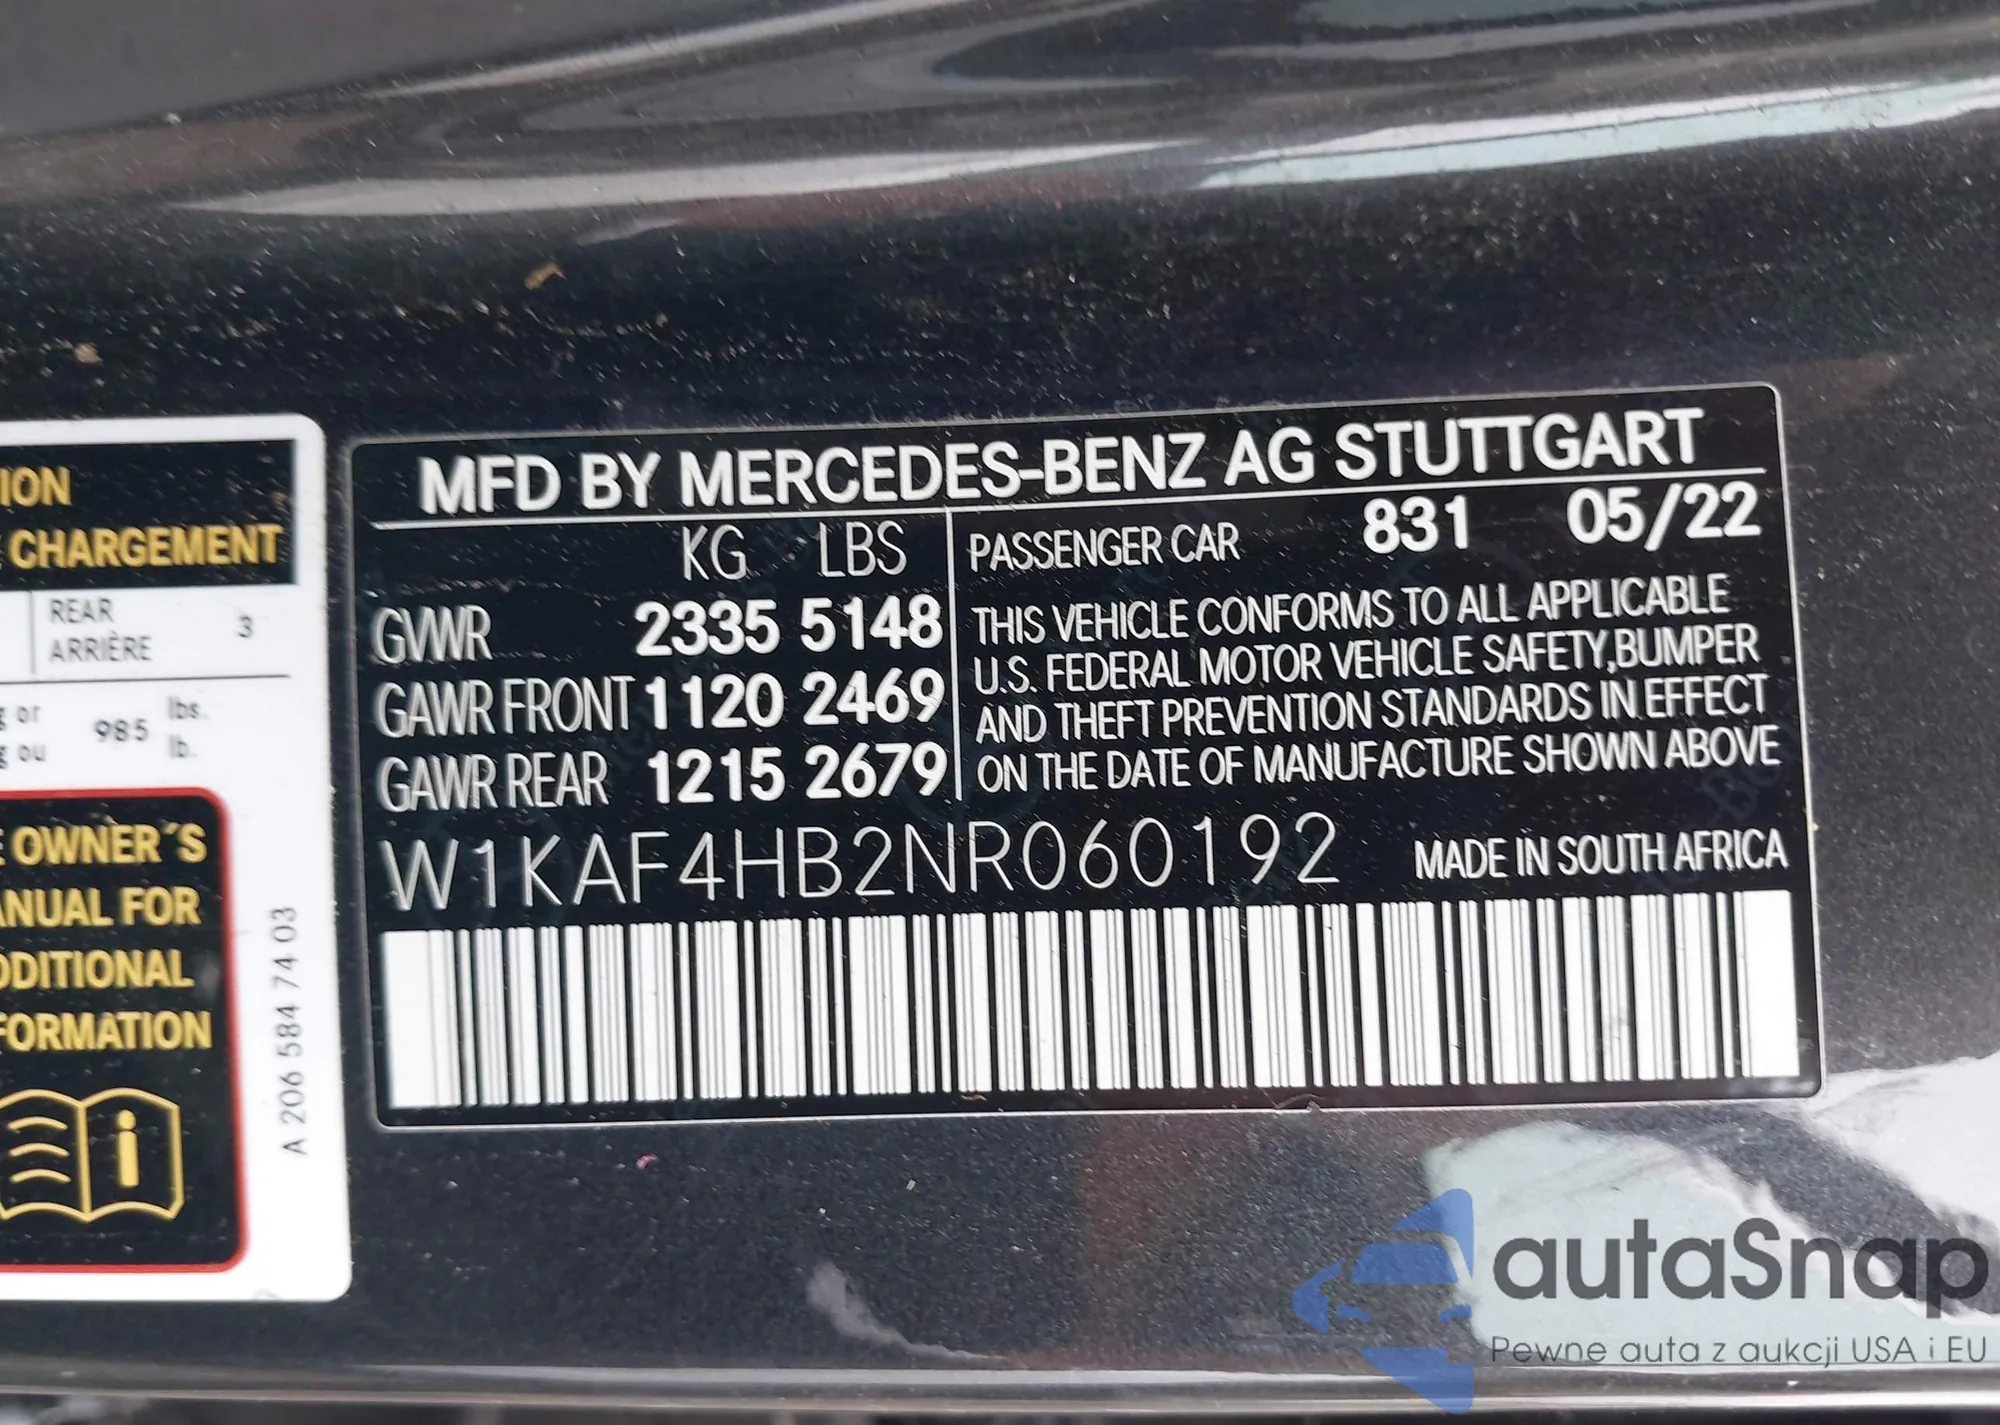 ION
CHARGEMENT
REAR
ARRIÈRE 3
g or
g ou 985 lbs.
lb.
OWNER´S
ANUAL FOR
DDITIONAL
FORMATION
i
A 206 584 74 03
MFD BY MERCEDES-BENZ AG STUTTGART
KG LBS
GVWR 2335 5148
GAWR FRONT 1120 2469
GAWR REAR 1215 2679
PASSENGER CAR 831 05/22
THIS VEHICLE CONFORMS TO ALL APPLICABLE
U.S. FEDERAL MOTOR VEHICLE SAFETY,BUMPER
AND THEFT PREVENTION STANDARDS IN EFFECT
ON THE DATE OF MANUFACTURE SHOWN ABOVE
W1KAF4HB2NR060192 MADE IN SOUTH AFRICA
autaSnap
Pewne auta z aukcji USA i EU